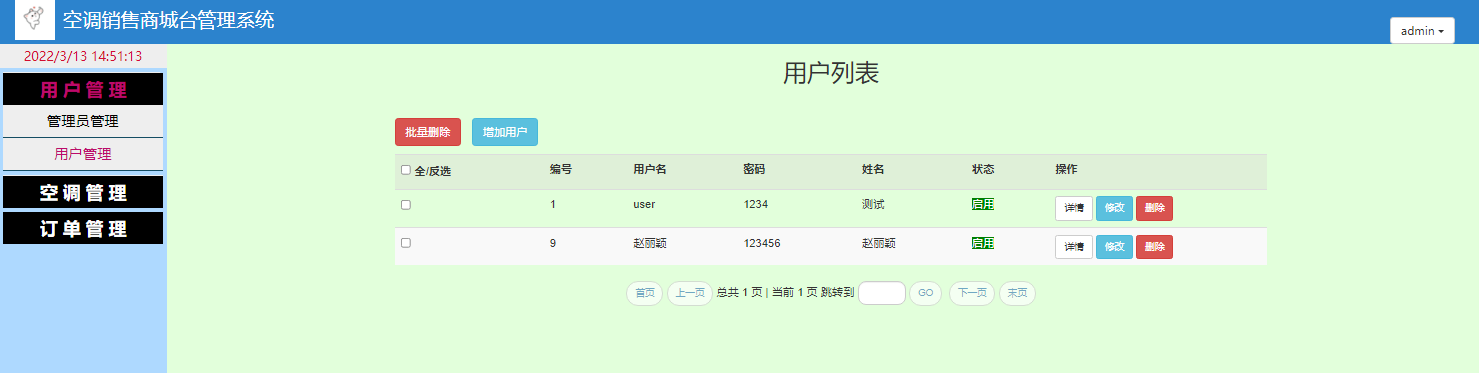 空调销售商城台管理系统
admin
2022/3/13 14:51:13
用户管理
管理员管理
用户管理
空调管理
订单管理
用户列表
批量删除 增加用户
全/反选 编号 用户名 密码 姓名 状态 操作
1 user 1234 测试 启用 详情 修改 删除
9 赵丽颖 123456 赵丽颖 启用 详情 修改 删除
首页 上一页 总共 1 页 | 当前 1 页 跳转到 GO 下一页 末页